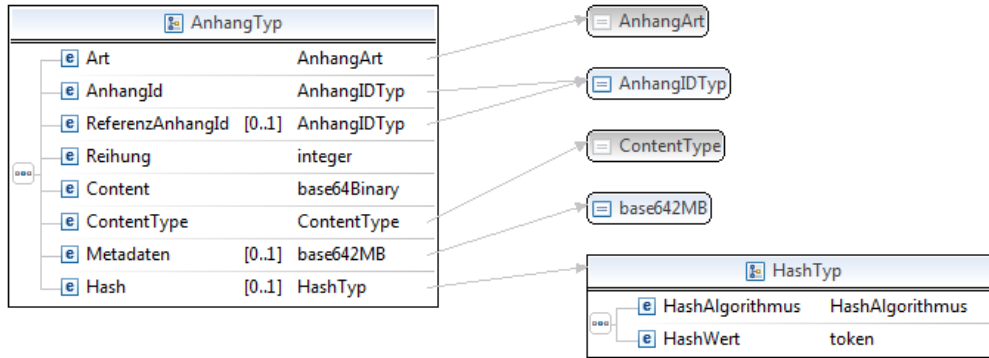 AnhangTyp
e Art AnhangArt
e AnhangId AnhangIDTyp
e ReferenzAnhangId [0..1] AnhangIDTyp
e Reihung integer
e Content base64Binary
e ContentType ContentType
e Metadaten [0..1] base642MB
e Hash [0..1] HashTyp
AnhangArt
AnhangIDTyp
ContentType
base642MB
HashTyp
e HashAlgorithmus HashAlgorithmus
e HashWert token